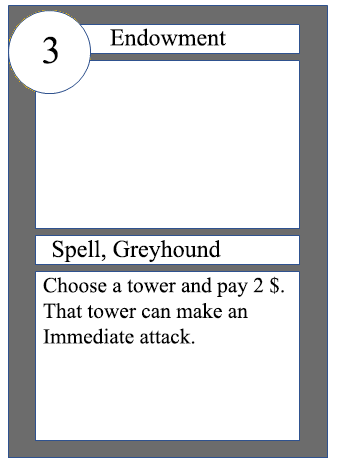 3
Endowment
Spell, Greyhound
Choose a tower and pay 2 $.
That tower can make an
Immediate attack.